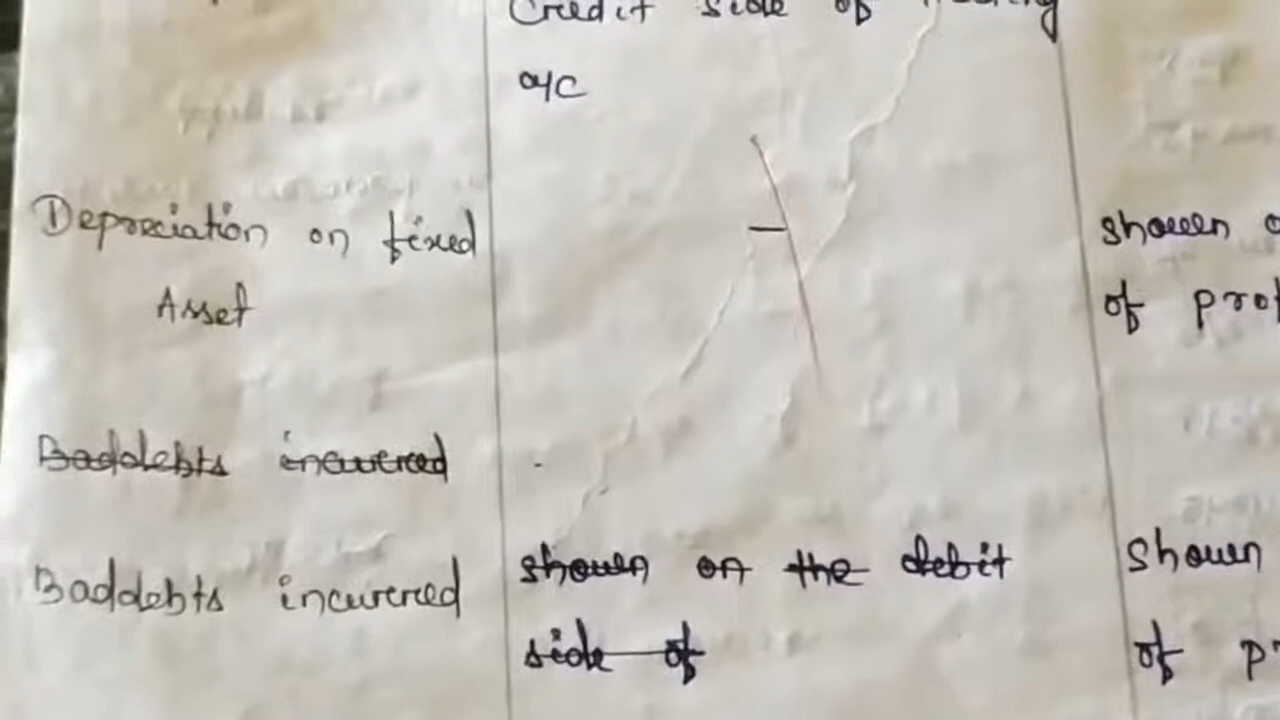 Credit side of
a/c
Depreciation on fixed
Asset
shown
of
Baddebts incurred
Baddebts incurred
shown on the debit
side of
Shown
of